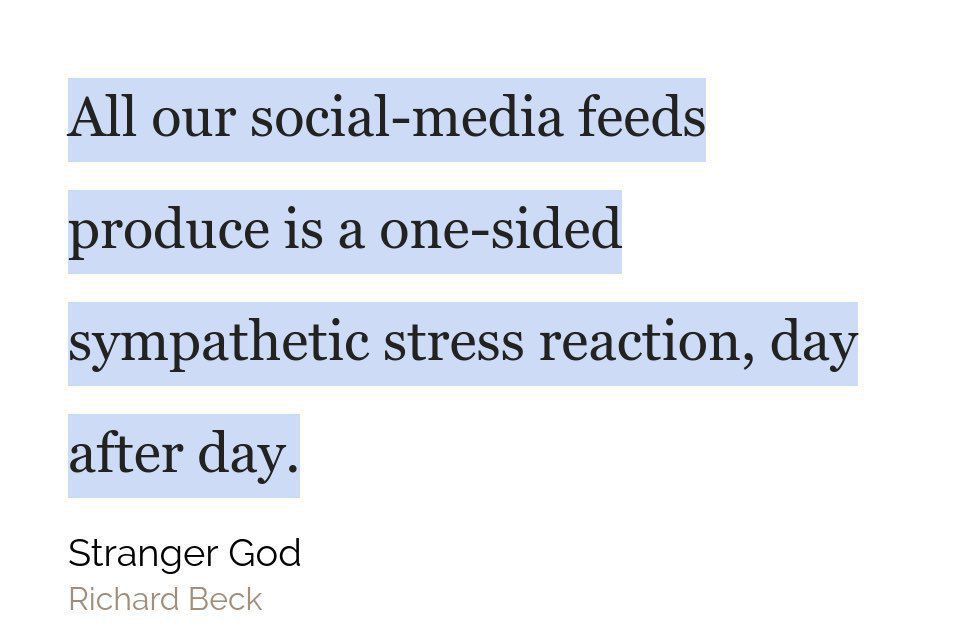 All our social-media feeds
produce is a one-sided
sympathetic stress reaction, day
after day.
Stranger God
Richard Beck